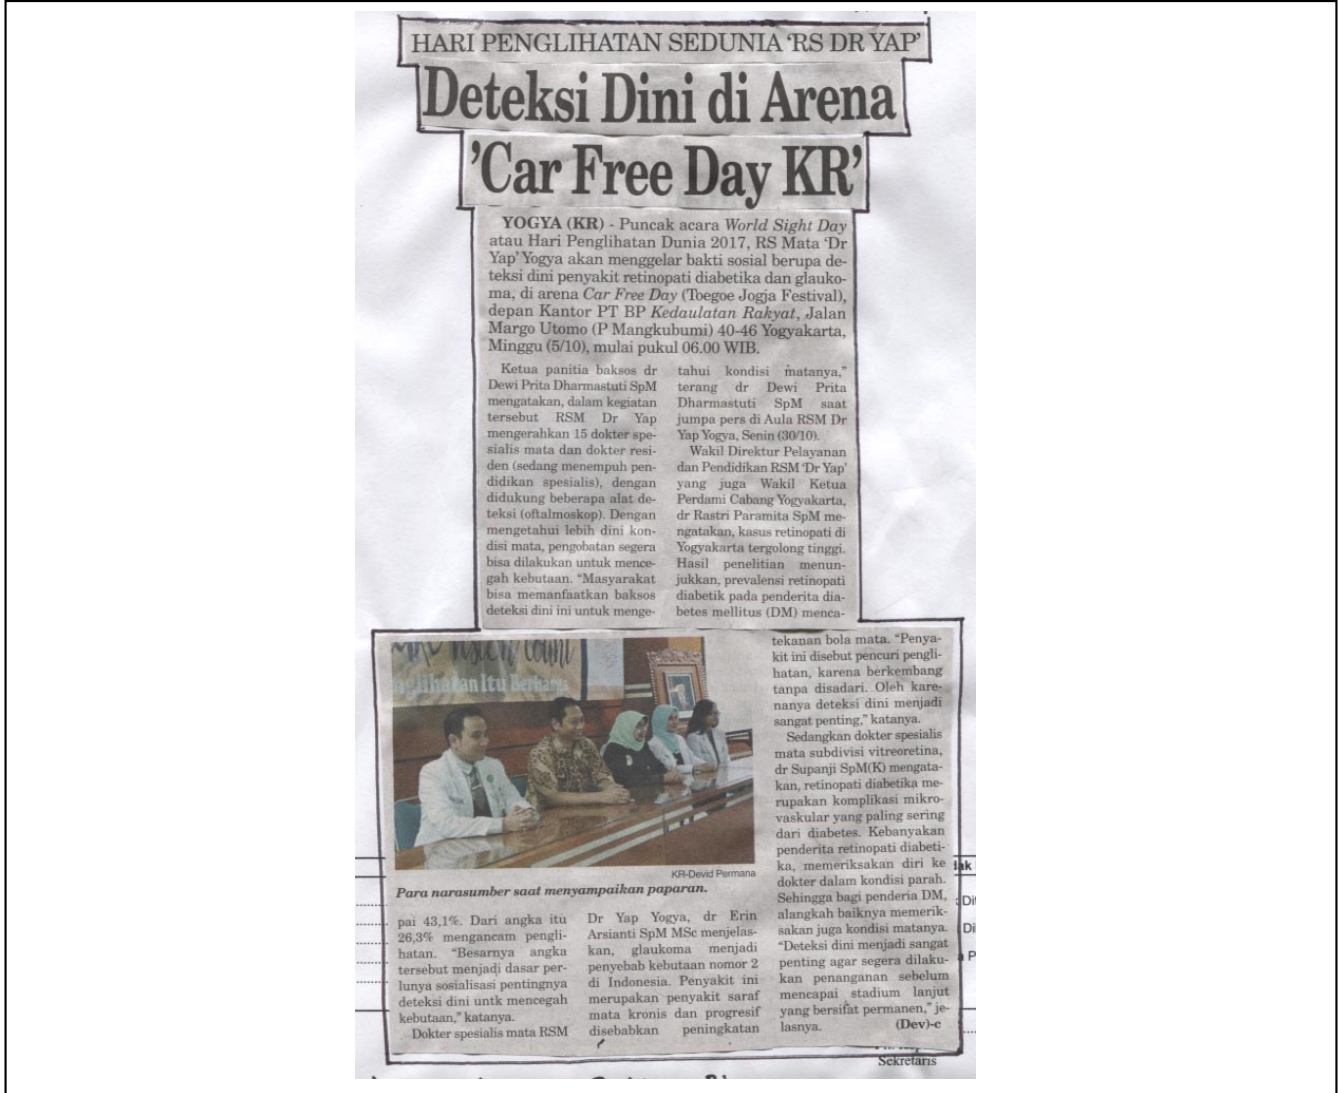 HARI PENGLIHATAN SEDUNIA 'RS DR YAP'
Deteksi Dini di Arena
'Car Free Day KR'
YOGYA (KR) - Puncak acara World Sight Day
atau Hari Penglihatan Dunia 2017, RS Mata 'Dr
Yap' Yogya akan menggelar bakti sosial berupa de-
teksi dini penyakit retinopati diabetika dan glauko-
ma, di arena Car Free Day (Toegoe Jogja Festival),
depan Kantor PT BP Kedaulatan Rakyat, Jalan
Margo Utomo (P Mangkubumi) 40-46 Yogyakarta,
Minggu (5/10), mulai pukul 06.00 WIB.
Ketua panitia baksos dr
Dewi Prita Dharmastuti SpM
mengatakan, dalam kegiatan
tersebut RSM Dr Yap
mengerahkan 15 dokter spe-
sialis mata dan dokter resi-
den (sedang menempuh pen-
didikan spesialis), dengan
didukung beberapa alat de-
teksi (oftalmoskop). Dengan
mengetahui lebih dini kon-
disi mata, pengobatan segera
bisa dilakukan untuk mence-
gah kebutaan. "Masyarakat
bisa memanfaatkan baksos
deteksi dini ini untuk menge-
tahui kondisi matanya,"
terang dr Dewi Prita
Dharmastuti SpM saat
jumpa pers di Aula RSM Dr
Yap Yogya, Senin (30/10).
Wakil Direktur Pelayanan
dan Pendidikan RSM 'Dr Yap'
yang juga Wakil Ketua
Perdami Cabang Yogyakarta,
dr Rastri Paramita SpM me-
ngatakan, kasus retinopati di
Yogyakarta tergolong tinggi.
Hasil penelitian menun-
jukkan, prevalensi retinopati
diabetik pada penderita dia-
betes mellitus (DM) menca-
nglihatan Itu Berharga
KR-Devid Permana
Para narasumber saat menyampaikan paparan.
pai 43,1%. Dari angka itu
26,3% mengancam pengli-
hatan. "Besarnya angka
tersebut menjadi dasar per-
lunya sosialisasi pentingnya
deteksi dini untk mencegah
kebutaan," katanya.
Dokter spesialis mata RSM
Dr Yap Yogya, dr Erin
Arsianti SpM MSc menjelas-
kan, glaukoma menjadi
penyebab kebutaan nomor 2
di Indonesia. Penyakit ini
merupakan penyakit saraf
mata kronis dan progresif
disebabkan peningkatan
tekanan bola mata. "Penya-
kit ini disebut pencuri pengli-
hatan, karena berkembang
tanpa disadari. Oleh kare-
nanya deteksi dini menjadi
sangat penting," katanya.
Sedangkan dokter spesialis
mata subdivisi vitreoretina,
dr Supanji SpM(K) mengata-
kan, retinopati diabetika me-
rupakan komplikasi mikro-
vaskular yang paling sering
dari diabetes. Kebanyakan
penderita retinopati diabeti-
ka, memeriksakan diri ke
dokter dalam kondisi parah.
Sehingga bagi penderia DM,
alangkah baiknya memerik-
sakan juga kondisi matanya.
"Deteksi dini menjadi sangat
penting agar segera dilaku-
kan penanganan sebelum
mencapai stadium lanjut
yang bersifat permanen," je-
lasnya. (Dev)-c
Sekretaris